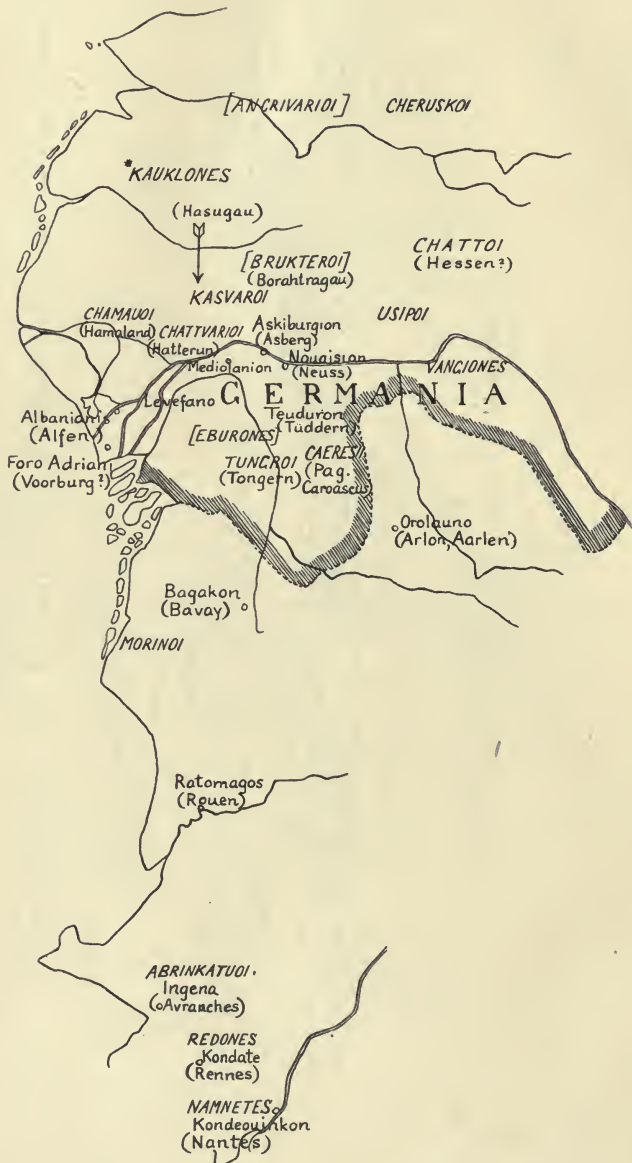 [ANGRIVARIOI] CHERUSKOI
*KAUKLONES
(Hasugau)
CHATTOI
(Hessen?)
[BRUKTEROI]
(Borahtragau)
KASVAROI
USIPOI
CHAMAUOI
(Hamaland)
CHATTVARIOI
(Hatterun)
Askiburgion
(Asberg)
Mediolanion
Nouaision
(Neuss)
VANGIONES
Levefano
GERMANIA
Albaniani
(Alfen)
Teuduron
(Tüddern)
[EBURONES]
Foro Adriani
(Voorburg?)
TUNGROI
(Tongern)
CAERESI
(Pag.
Caroascus)
Orolauno
(Arlon, Aarlen)
Bagakon
(Bavay)
MORINOI
Ratomagos
(Rouen)
ABRINKATUOI.
Ingena
(Avranches)
REDONES
Kondate
(Rennes)
NAMNETES
Kondeouinkon
(Nantes)